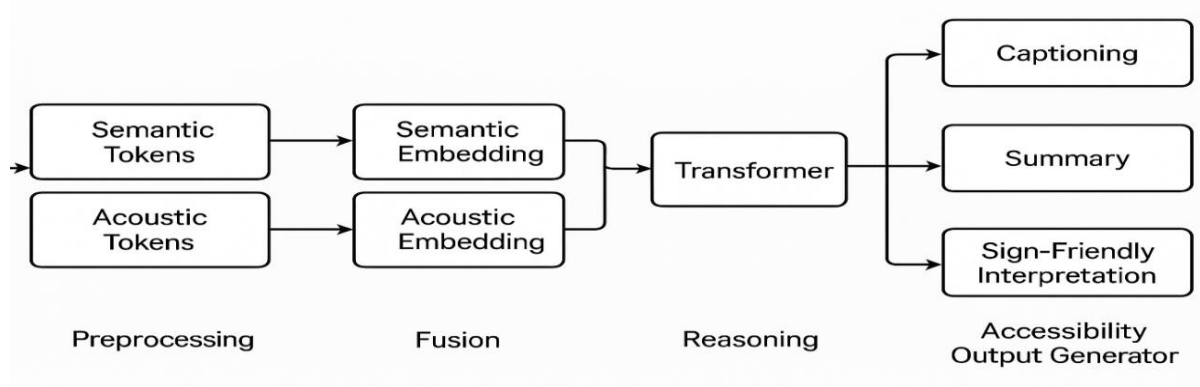 Semantic
Tokens
Acoustic
Tokens
Preprocessing
Semantic
Embedding
Acoustic
Embedding
Fusion
Transformer
Reasoning
Captioning
Summary
Sign-Friendly
Interpretation
Accessibility
Output Generator